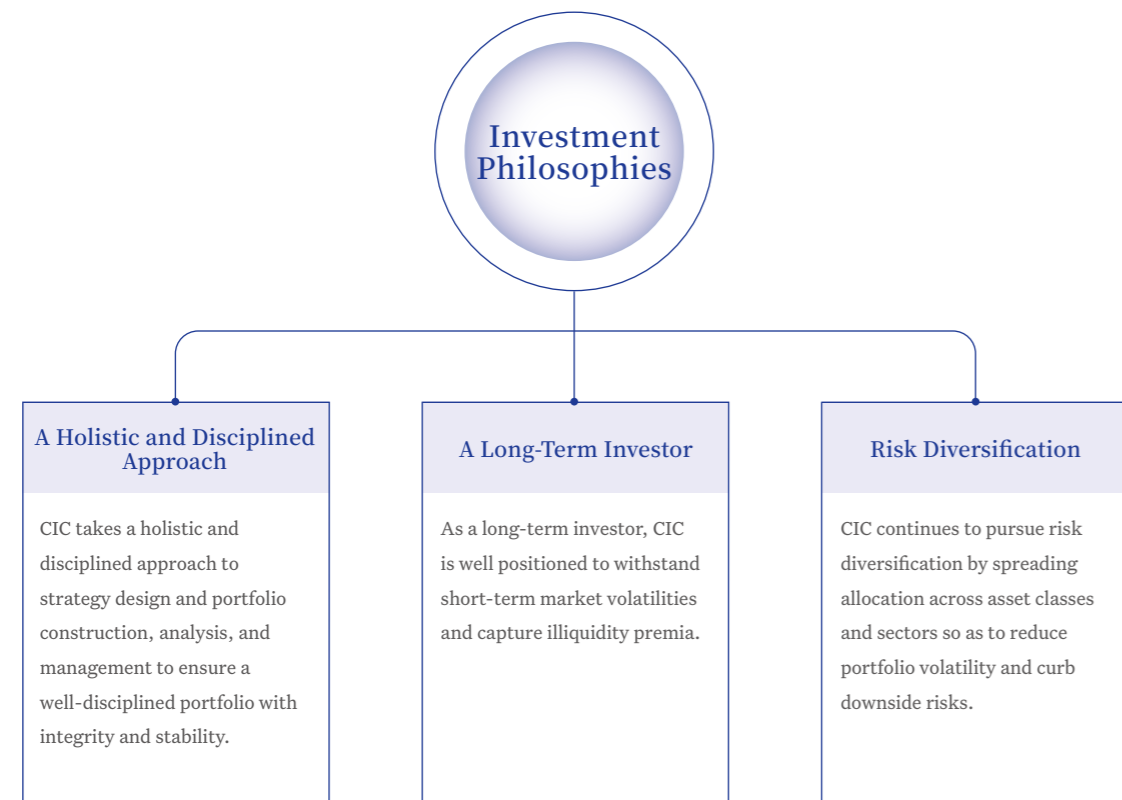 Investment
Philosophies
A Holistic and Disciplined
Approach
CIC takes a holistic and
disciplined approach to
strategy design and portfolio
construction, analysis, and
management to ensure a
well-disciplined portfolio with
integrity and stability.
A Long-Term Investor
As a long-term investor, CIC
is well positioned to withstand
short-term market volatilities
and capture illiquidity premia.
Risk Diversification
CIC continues to pursue risk
diversification by spreading
allocation across asset classes
and sectors so as to reduce
portfolio volatility and curb
downside risks.